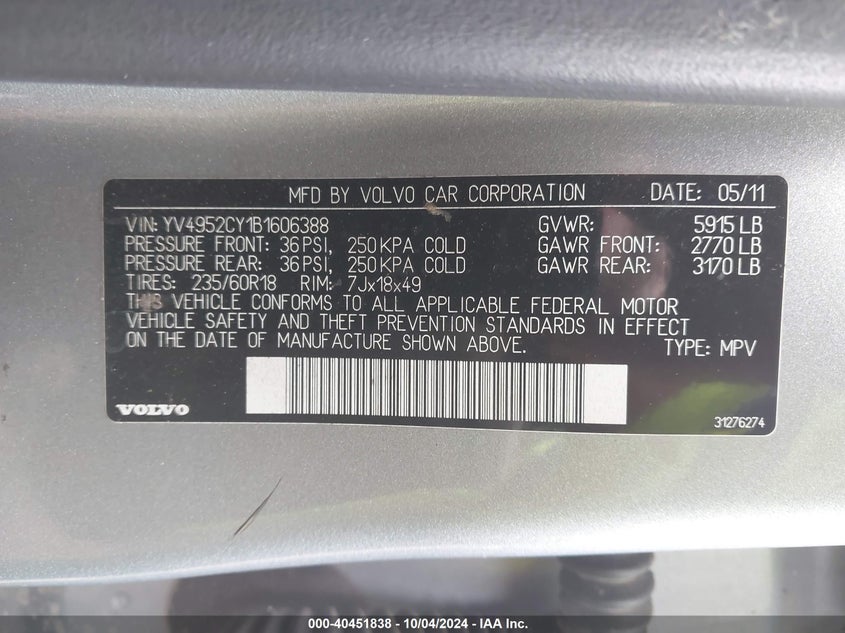 MFD BY VOLVO CAR CORPORATION DATE: 05/11
VIN: YV4952CY1B1606388 GVWR: 5915 LB
PRESSURE FRONT: 36 PSI, 250 KPA COLD GAWR FRONT: 2770 LB
PRESSURE REAR: 36 PSI, 250 KPA COLD GAWR REAR: 3170 LB
TIRES: 235/60R18 RIM: 7Jx18x49
THIS VEHICLE CONFORMS TO ALL APPLICABLE FEDERAL MOTOR
VEHICLE SAFETY AND THEFT PREVENTION STANDARDS IN EFFECT
ON THE DATE OF MANUFACTURE SHOWN ABOVE. TYPE: MPV
VOLVO 31276274
000-40451838 - 10/04/2024 - IAA Inc.